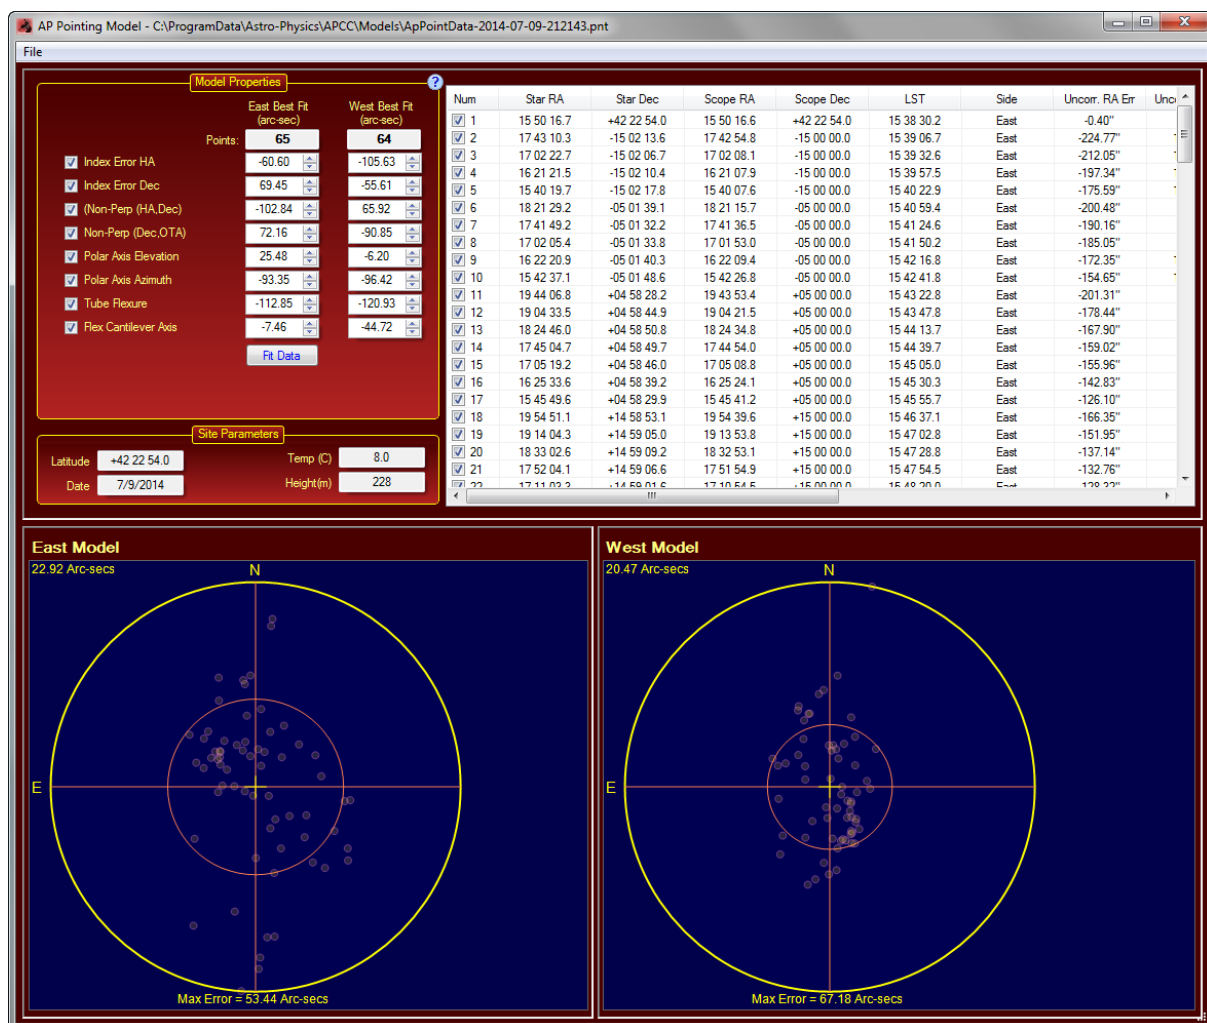 AP Pointing Model - C:\ProgramData\Astro-Physics\APCC\Models\ApPointData-2014-07-09-212143.pnt
File
Model Properties
?
East Best Fit (arc-sec) West Best Fit (arc-sec)
Points: 65 64
Index Error HA -60.60 -105.63
Index Error Dec 69.45 -55.61
(Non-Perp (HA,Dec) -102.84 65.92
Non-Perp (Dec,OTA) 72.16 -90.85
Polar Axis Elevation 25.48 -6.20
Polar Axis Azimuth -93.35 -96.42
Tube Flexure -112.85 -120.93
Flex Cantilever Axis -7.46 -44.72
Fit Data
Site Parameters
Latitude +42 22 54.0 Temp (C) 8.0
Date 7/9/2014 Height(m) 228
Num Star RA Star Dec Scope RA Scope Dec LST Side Uncorr. RA Err Unc
1 15 50 16.7 +42 22 54.0 15 50 16.6 +42 22 54.0 15 38 30.2 East -0.40"
2 17 43 10.3 -15 02 13.6 17 42 54.8 -15 00 00.0 15 39 06.7 East -224.77"
3 17 02 22.7 -15 02 06.7 17 02 08.1 -15 00 00.0 15 39 32.6 East -212.05"
4 16 21 21.5 -15 02 10.4 16 21 07.9 -15 00 00.0 15 39 57.5 East -197.34"
5 15 40 19.7 -15 02 17.8 15 40 07.6 -15 00 00.0 15 40 22.9 East -175.59"
6 18 21 29.2 -05 01 39.1 18 21 15.7 -05 00 00.0 15 40 59.4 East -200.48"
7 17 41 49.2 -05 01 32.2 17 41 36.5 -05 00 00.0 15 41 24.6 East -190.16"
8 17 02 05.4 -05 01 33.8 17 01 53.0 -05 00 00.0 15 41 50.2 East -185.05"
9 16 22 20.9 -05 01 40.3 16 22 09.4 -05 00 00.0 15 42 16.8 East -172.35"
10 15 42 37.1 -05 01 48.6 15 42 26.8 -05 00 00.0 15 42 41.8 East -154.65"
11 19 44 06.8 +04 58 28.2 19 43 53.4 +05 00 00.0 15 43 22.8 East -201.31"
12 19 04 33.5 +04 58 44.9 19 04 21.5 +05 00 00.0 15 43 47.8 East -178.44"
13 18 24 46.0 +04 58 50.8 18 24 34.8 +05 00 00.0 15 44 13.7 East -167.90"
14 17 45 04.7 +04 58 49.7 17 44 54.0 +05 00 00.0 15 44 39.7 East -159.02"
15 17 05 19.2 +04 58 46.0 17 05 08.8 +05 00 00.0 15 45 05.0 East -155.96"
16 16 25 33.6 +04 58 39.2 16 25 24.1 +05 00 00.0 15 45 30.3 East -142.83"
17 15 45 49.6 +04 58 29.9 15 45 41.2 +05 00 00.0 15 45 55.7 East -126.10"
18 19 54 51.1 +14 58 53.1 19 54 39.6 +15 00 00.0 15 46 37.1 East -166.35"
19 19 14 04.3 +14 59 05.0 19 13 53.8 +15 00 00.0 15 47 02.8 East -151.95"
20 18 33 02.6 +14 59 09.2 18 32 53.1 +15 00 00.0 15 47 28.8 East -137.14"
21 17 52 04.1 +14 59 06.6 17 51 54.9 +15 00 00.0 15 47 54.5 East -132.76"
East Model
22.92 Arc-secs
N
E
Max Error = 53.44 Arc-secs
West Model
20.47 Arc-secs
N
E
Max Error = 67.18 Arc-secs